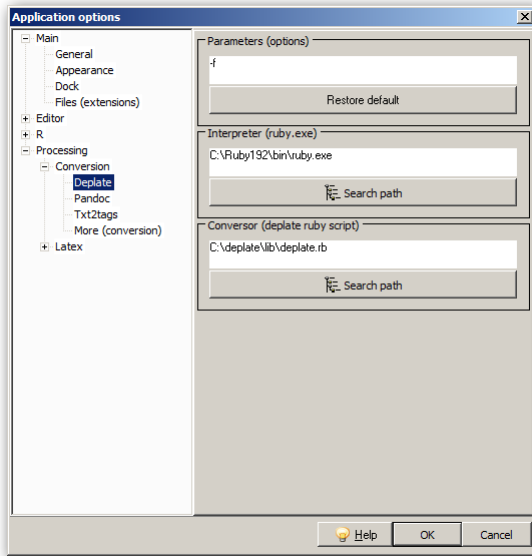 Application options
Main
General
Appearance
Dock
Files (extensions)
Editor
R
Processing
Conversion
Deplate
Pandoc
Txt2tags
More (conversion)
Latex
Parameters (options)
-f
Restore default
Interpreter (ruby.exe)
C:\Ruby192\bin\ruby.exe
Search path
Conversor (deplate ruby script)
C:\deplate\lib\deplate.rb
Search path
Help
OK
Cancel